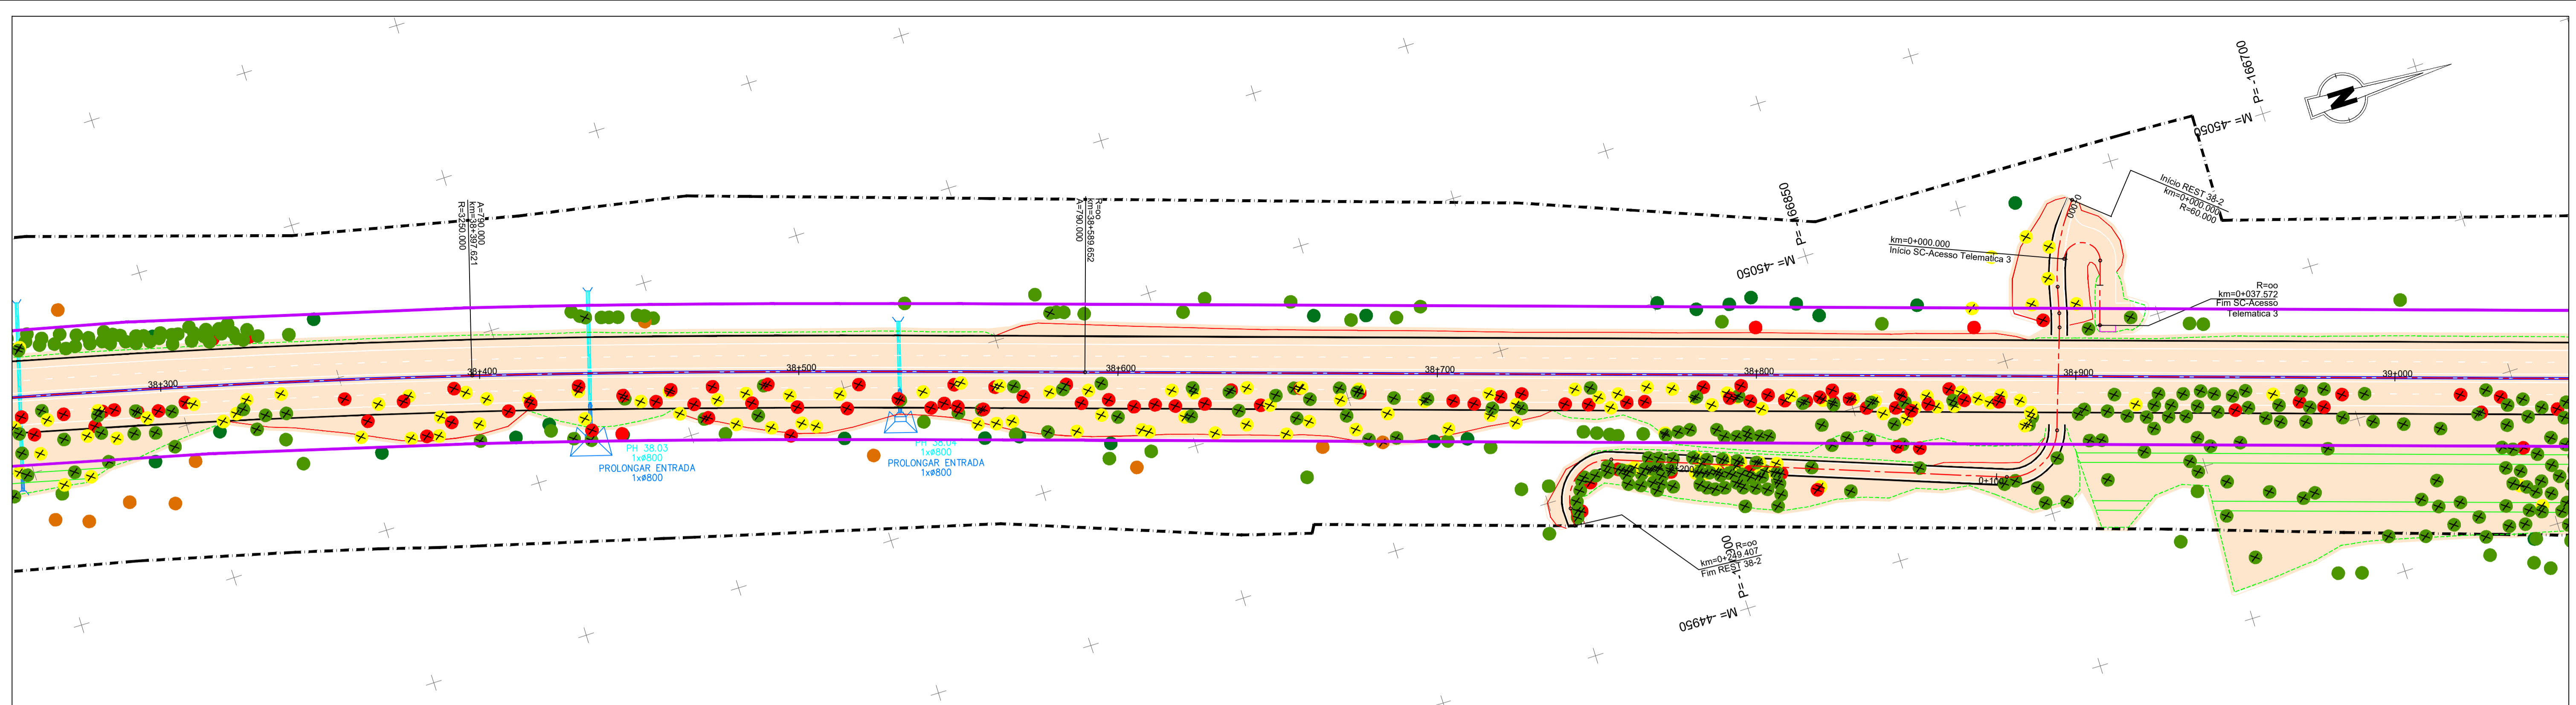 P= -166700
M= -45050
N
Início REST 38-2
km=0+000.000
R=60.000
0+000
A=790.000
km=38+397.621
R=3250.000
R=oo
km=38+589.652
A=790.000
P= -166850
M= -45050
km=0+000.000
Início SC-Acesso Telematica 3
R=oo
km=0+037.572
Fim SC-Acesso
Telematica 3
38+300
38+400
38+500
38+600
38+700
38+800
38+900
39+000
PH 38.03
1xø800
PROLONGAR ENTRADA
1xø800
PH 38.04
1xø800
PROLONGAR ENTRADA
1xø800
0+200
0+100
R=oo
km=0+249.407
Fim REST 38-2
M= -44950